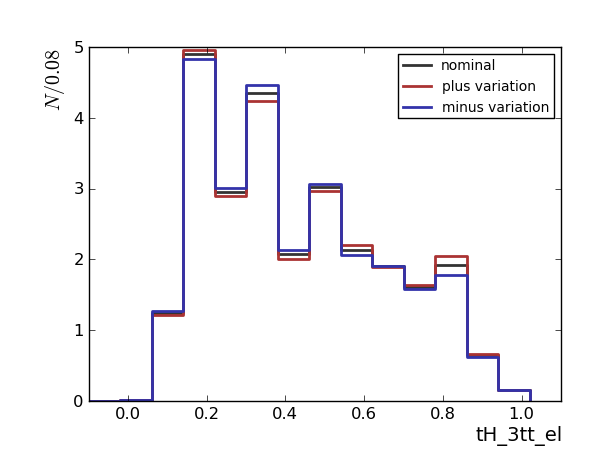 N/0.08
5
4
3
2
1
0
nominal
plus variation
minus variation
0.0 0.2 0.4 0.6 0.8 1.0
tH_3tt_el